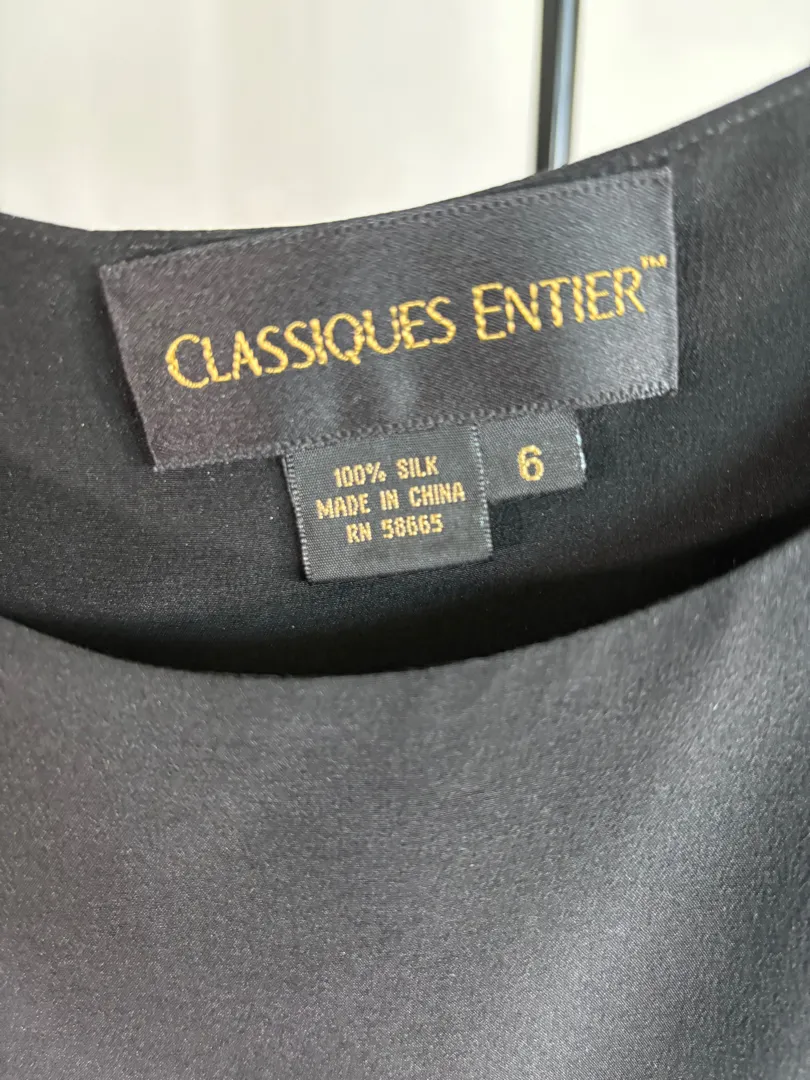 CLASSIQUES ENTIER™
100% SILK
MADE IN CHINA
RN 58665
6